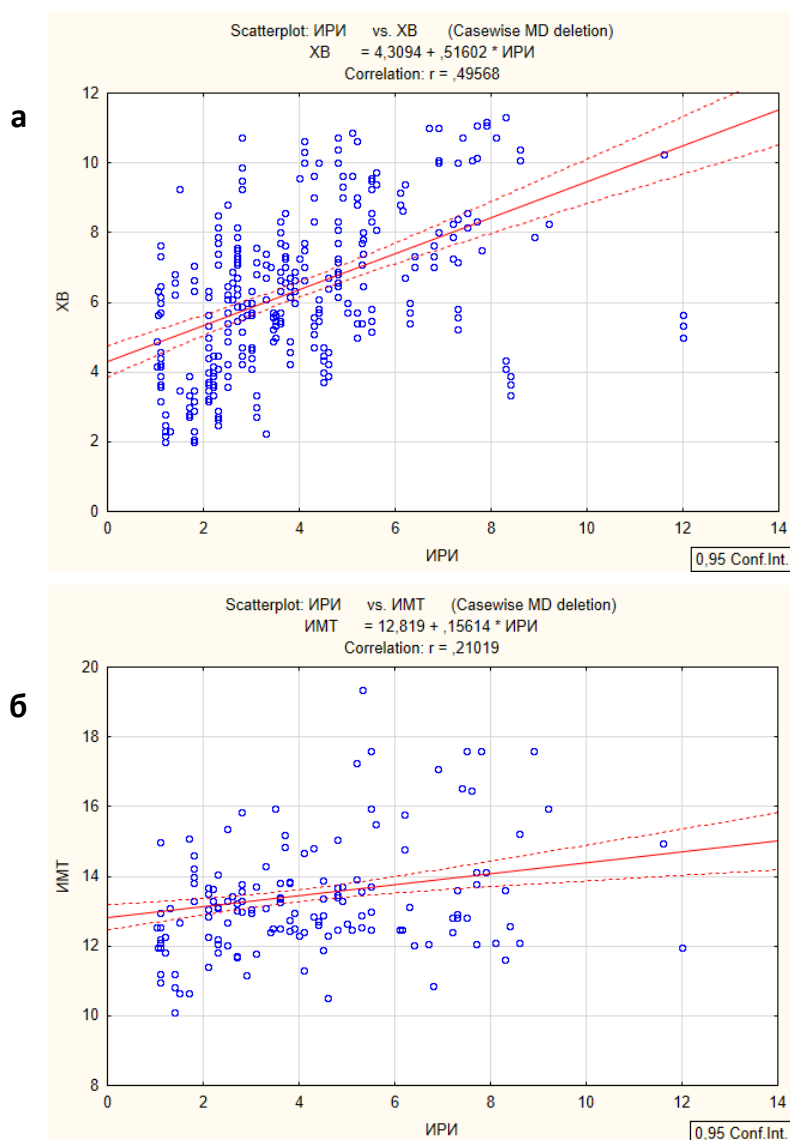 а
Scatterplot: ИРИ vs. ХВ (Casewise MD deletion)
ХВ = 4,3094 + ,51602 * ИРИ
Correlation: r = ,49568
12
10
8
6
4
2
0
ХВ
0 2 4 6 8 10 12 14
ИРИ
0,95 Conf.Int.
б
Scatterplot: ИРИ vs. ИМТ (Casewise MD deletion)
ИМТ = 12,819 + ,15614 * ИРИ
Correlation: r = ,21019
20
18
16
14
12
10
8
ИМТ
0 2 4 6 8 10 12 14
ИРИ
0,95 Conf.Int.